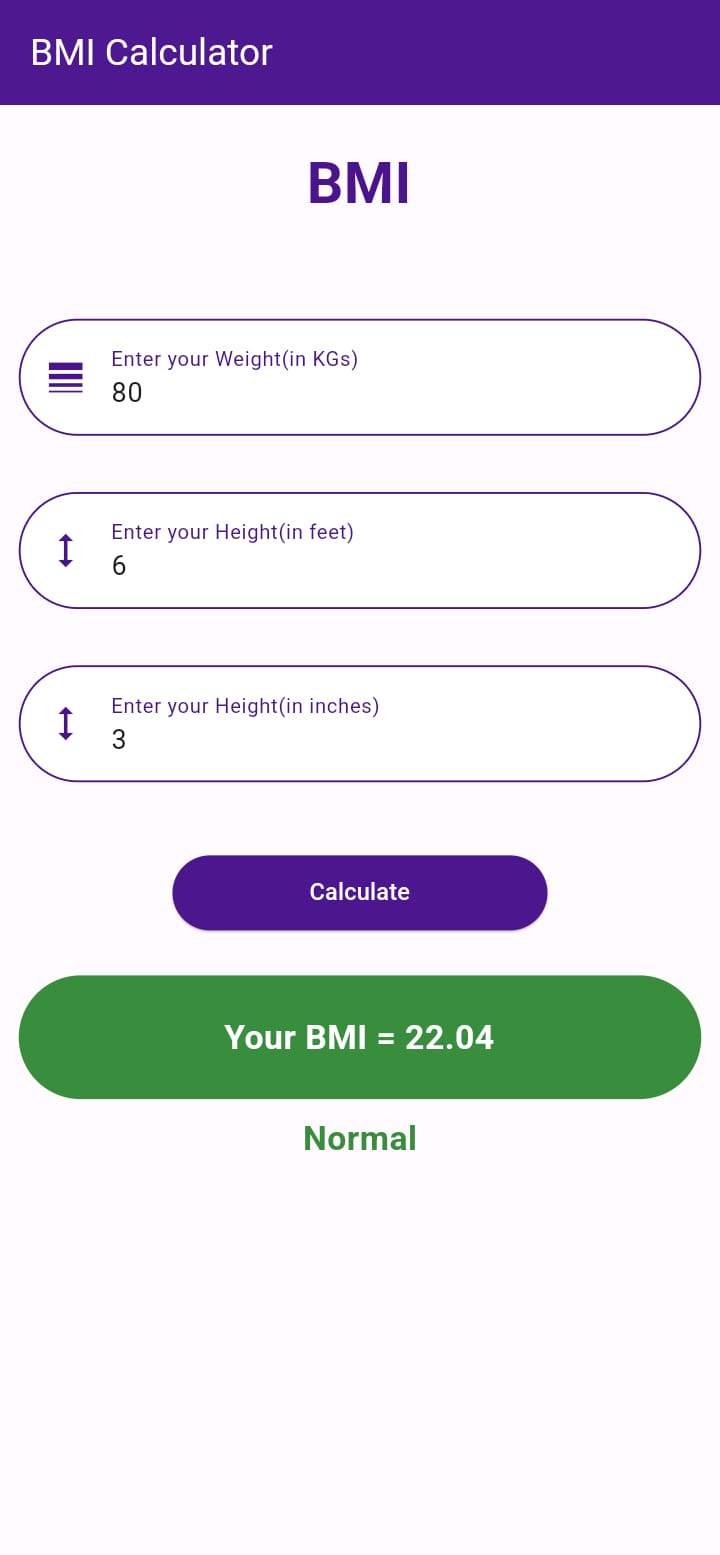 BMI Calculator
BMI
Enter your Weight(in KGs)
80
Enter your Height(in feet)
6
Enter your Height(in inches)
3
Calculate
Your BMI = 22.04
Normal